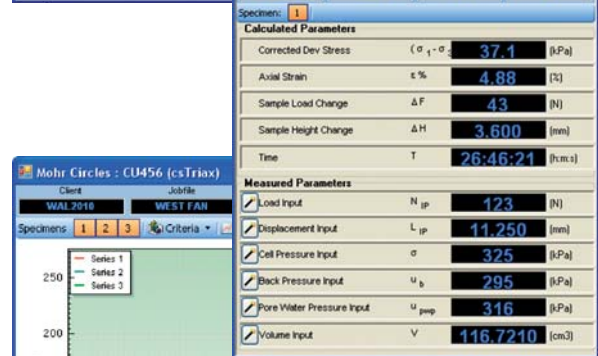 Specimen: 1
Calculated Parameters
Corrected Dev Stress (σ 1-σ 37.1 (kPa)
Axial Strain ε % 4.88 (%)
Sample Load Change ΔF 43 (N)
Sample Height Change ΔH 3.600 (mm)
Time T 26:46:21 (h:m:s)
Measured Parameters
Load Input N IP 123 (N)
Displacement Input L IP 11.250 (mm)
Cell Pressure Input σ 325 (kPa)
Back Pressure Input u b 295 (kPa)
Pore Water Pressure Input u pwp 316 (kPa)
Volume Input V 116.7210 (cm3)
Mohr Circles : CU456 (csTriax)
Client Jobfile
WAL2010 WEST FAN
Specimens 1 2 3 Criteria
Series 1
Series 2
Series 3
250
200